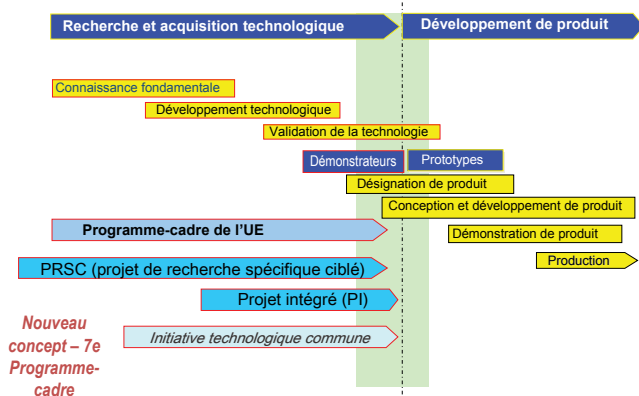 Recherche et acquisition technologique
Développement de produit
Connaissance fondamentale
Développement technologique
Validation de la technologie
Démonstrateurs
Prototypes
Désignation de produit
Conception et développement de produit
Programme-cadre de l'UE
Démonstration de produit
Production
PRSC (projet de recherche spécifique ciblé)
Projet intégré (PI)
Nouveau
concept – 7e
Programme-
cadre
Initiative technologique commune